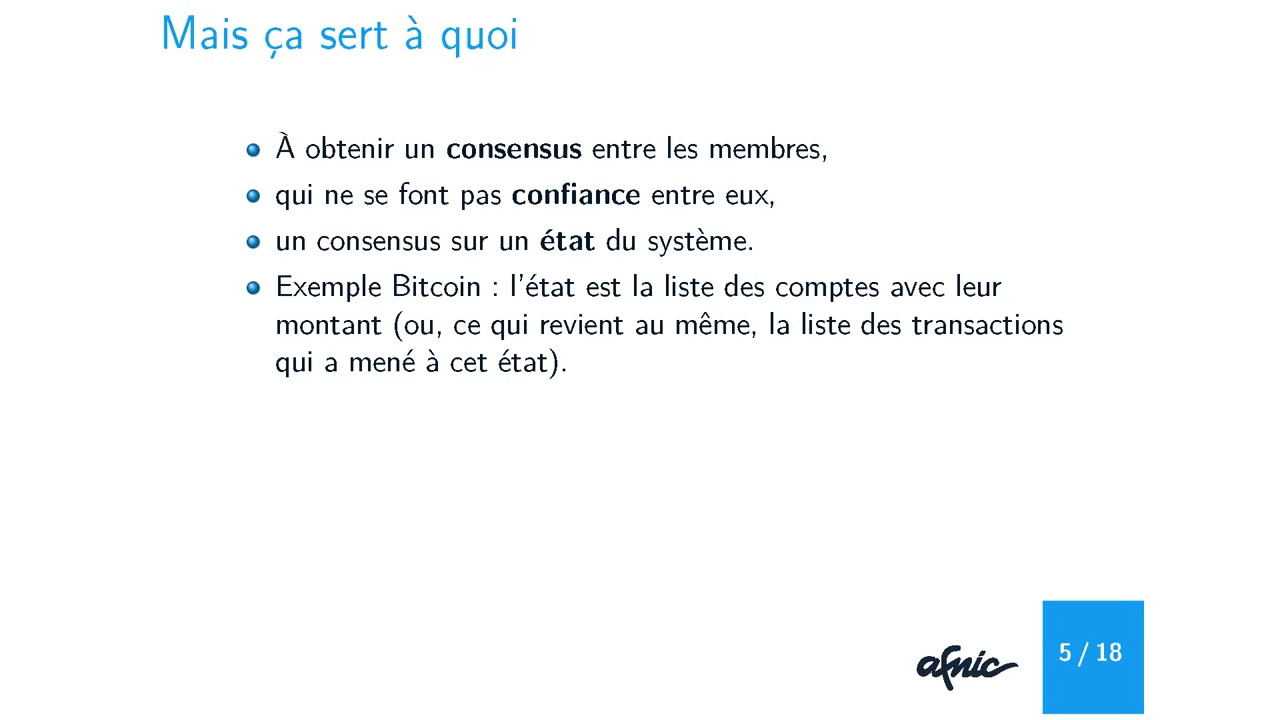 Mais ça sert à quoi
À obtenir un consensus entre les membres,
qui ne se font pas confiance entre eux,
un consensus sur un état du système.
Exemple Bitcoin : l'état est la liste des comptes avec leur
montant (ou, ce qui revient au même, la liste des transactions
qui a mené à cet état).
afnic
5 / 18